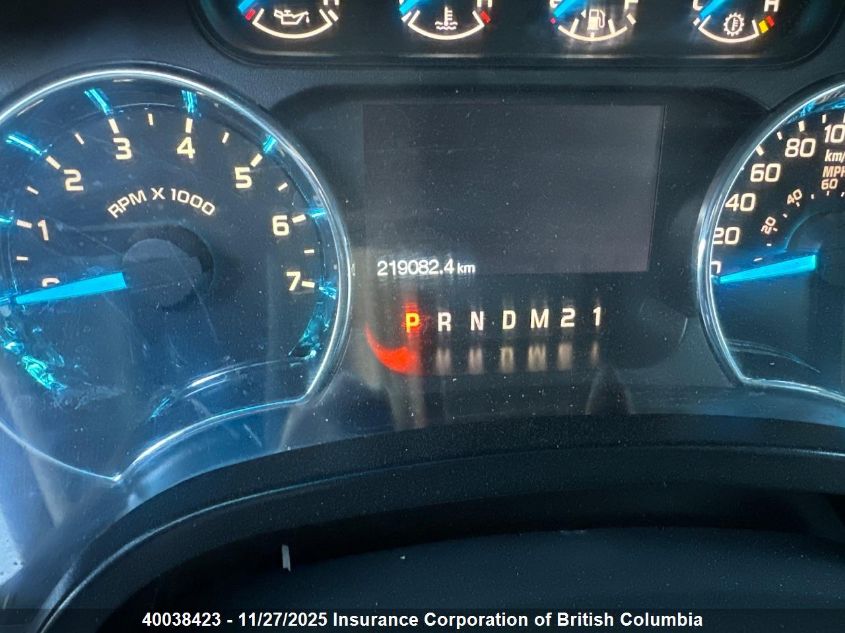 H
H
E F
C H
1 2 3 4 5 6 7
RPM X 1000
20 40 60 80 100
km/
MPH
20 40 60
219082.4 km
P R N D M 2 1
40038423 - 11/27/2025 Insurance Corporation of British Columbia